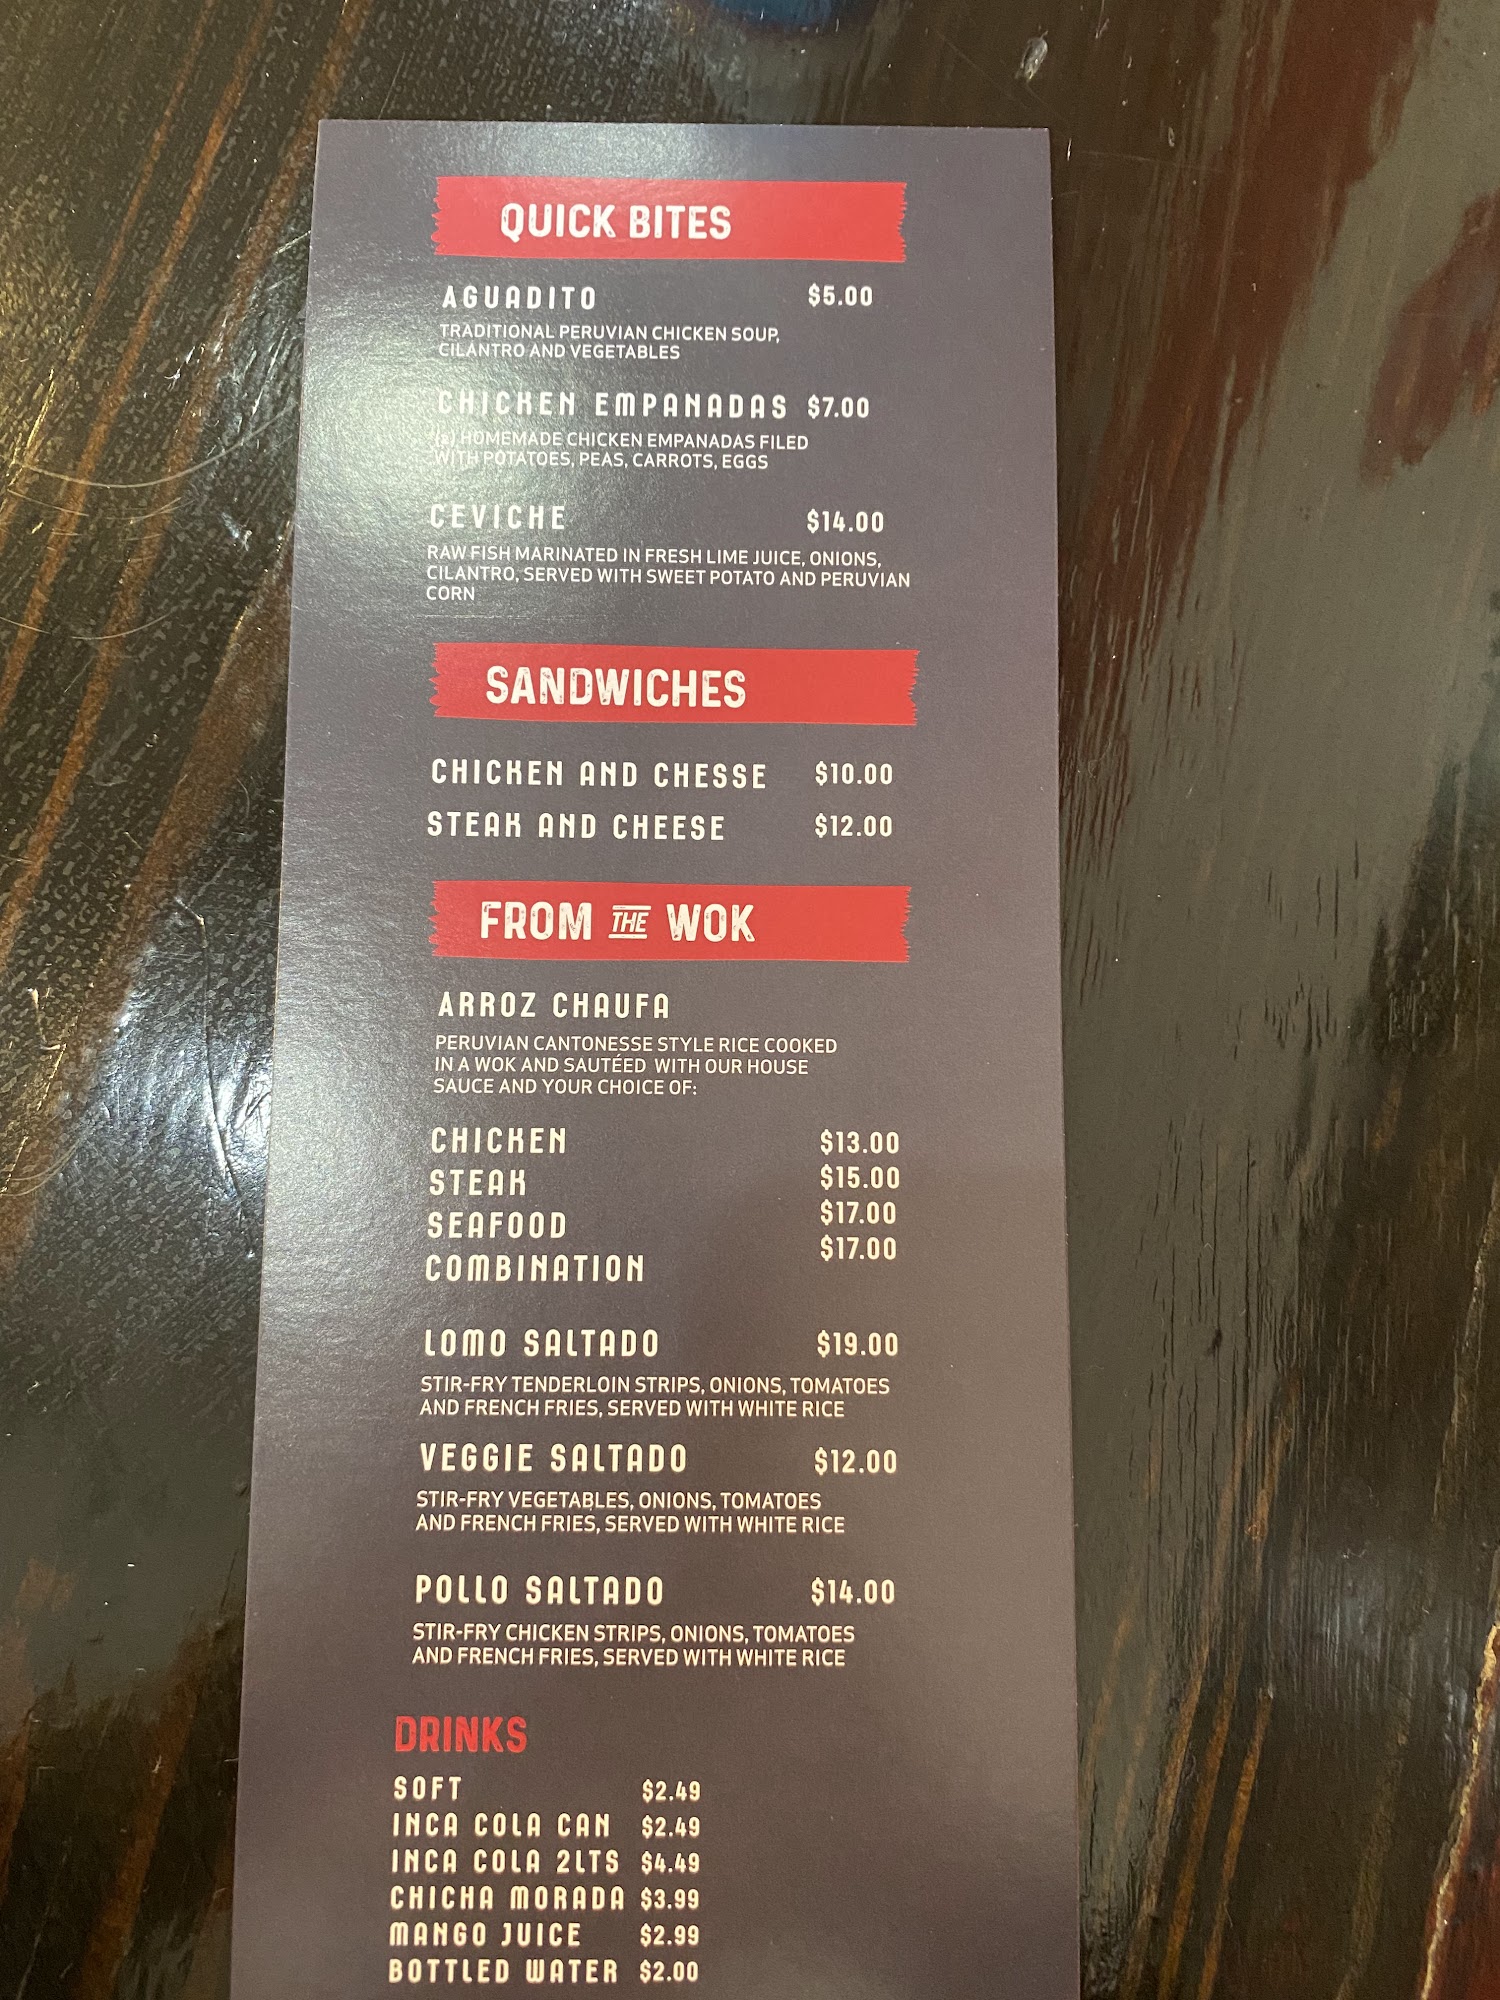 QUICK BITES
AGUADITO $5.00
TRADITIONAL PERUVIAN CHICKEN SOUP,
CILANTRO AND VEGETABLES
CHICKEN EMPANADAS $7.00
HOMEMADE CHICKEN EMPANADAS FILED
WITH POTATOES, PEAS, CARROTS, EGGS
CEVICHE $14.00
RAW FISH MARINATED IN FRESH LIME JUICE, ONIONS,
CILANTRO, SERVED WITH SWEET POTATO AND PERUVIAN
CORN
SANDWICHES
CHICKEN AND CHESSE $10.00
STEAK AND CHEESE $12.00
FROM THE WOK
ARROZ CHAUFA
PERUVIAN CANTONESSE STYLE RICE COOKED
IN A WOK AND SAUTÉED WITH OUR HOUSE
SAUCE AND YOUR CHOICE OF:
CHICKEN $13.00
STEAK $15.00
SEAFOOD $17.00
COMBINATION $17.00
LOMO SALTADO $19.00
STIR-FRY TENDERLOIN STRIPS, ONIONS, TOMATOES
AND FRENCH FRIES, SERVED WITH WHITE RICE
VEGGIE SALTADO $12.00
STIR-FRY VEGETABLES, ONIONS, TOMATOES
AND FRENCH FRIES, SERVED WITH WHITE RICE
POLLO SALTADO $14.00
STIR-FRY CHICKEN STRIPS, ONIONS, TOMATOES
AND FRENCH FRIES, SERVED WITH WHITE RICE
DRINKS
SOFT $2.49
INCA COLA CAN $2.49
INCA COLA 2LTS $4.49
CHICHA MORADA $3.99
MANGO JUICE $2.99
BOTTLED WATER $2.00